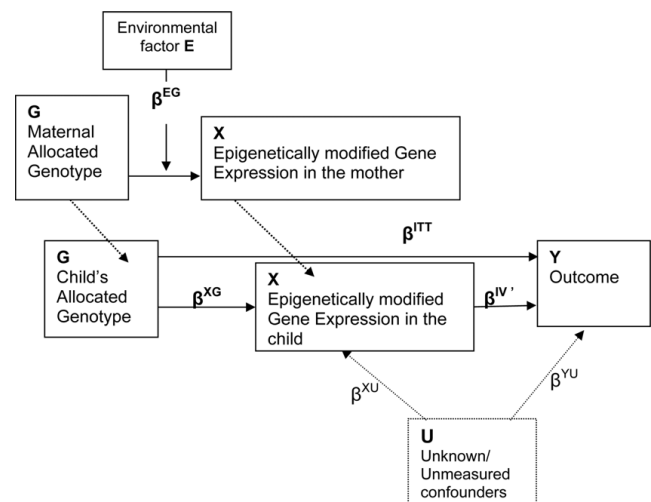 Environmental
factor E
β^EG
G
Maternal
Allocated
Genotype
X
Epigenetically modified Gene
Expression in the mother
β^ITT
G
Child's
Allocated
Genotype
β^XG
X
Epigenetically modified
Gene Expression in the
child
β^IV '
Y
Outcome
β^XU
β^YU
U
Unknown/
Unmeasured
confounders